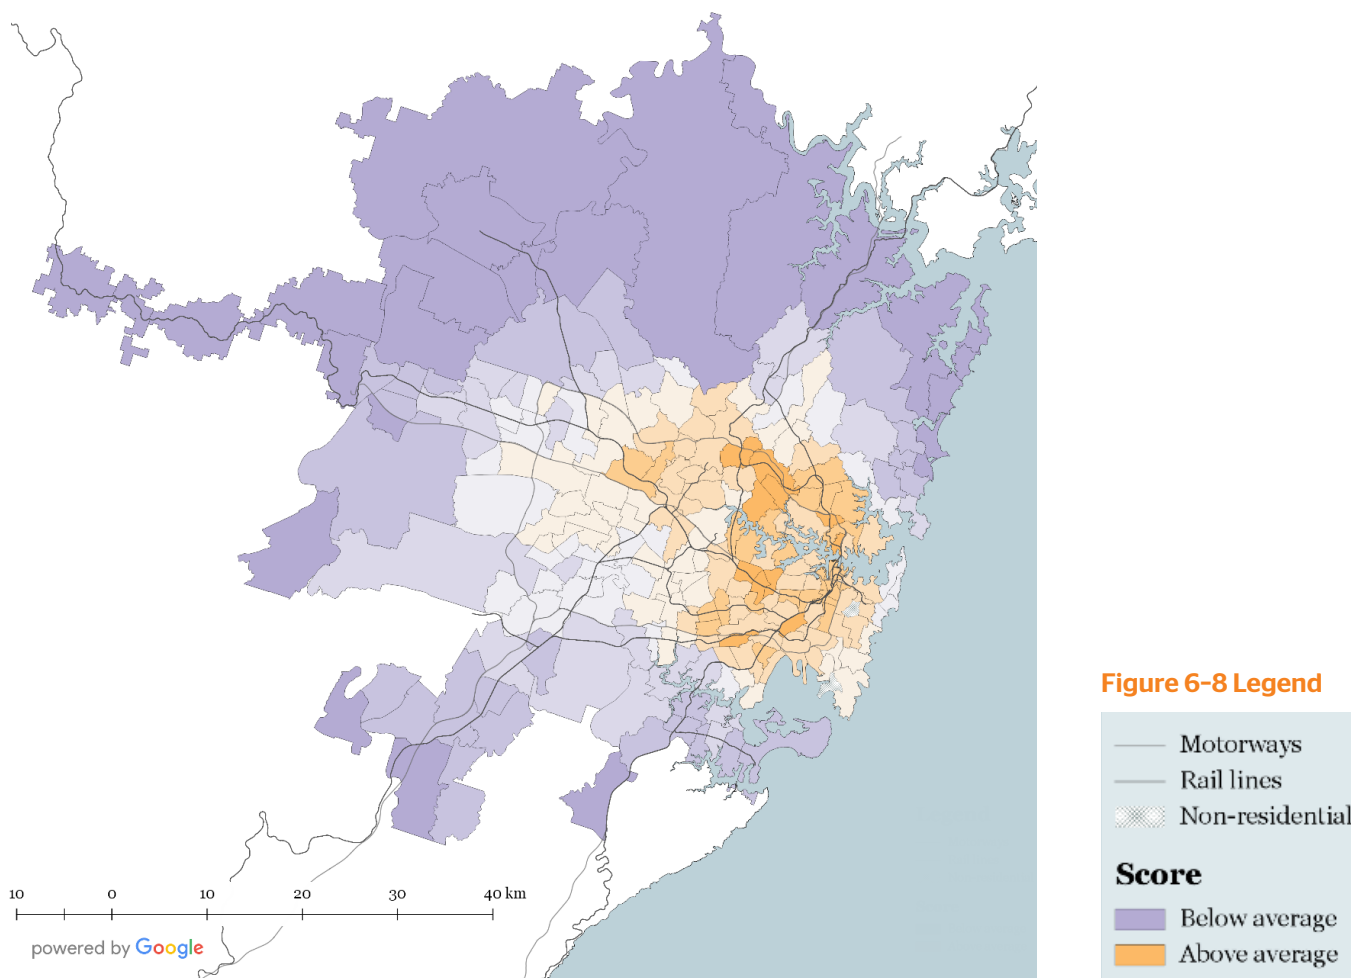 Figure 6-8 Legend
Motorways
Rail lines
Non-residential
Score
Below average
Above average
10 0 10 20 30 40 km
powered by Google